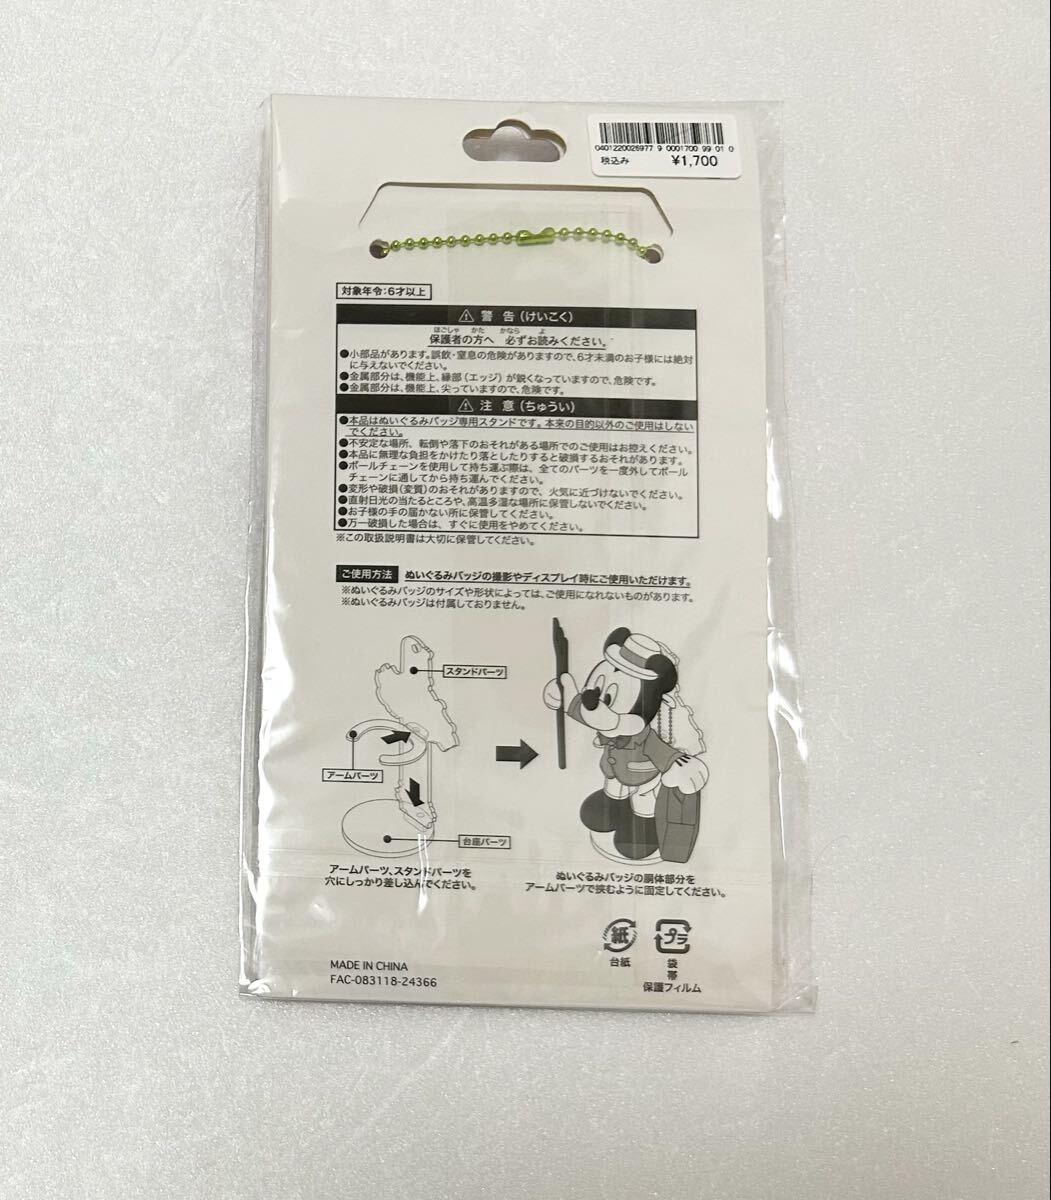 0401220026977 9 0001700 99 01 0
税込み ¥1,700
対象年令:6才以上
警 告(けいこく)
ほごしゃ かた かなら よ
保護者の方へ 必ずお読みください。
●小部品があります。誤飲・窒息の危険がありますので、6才未満のお子様には絶対
に与えないでください。
●金属部分は、機能上、縁部(エッジ)が鋭くなっていますので、危険です。
●金属部分は、機能上、尖っていますので、危険です。
注 意(ちゅうい)
●本品はぬいぐるみバッジ専用スタンドです。本来の目的以外のご使用はしない
でください。
●不安定な場所、転倒や落下のおそれがある場所でのご使用はお控えください。
●本品に無理な負担をかけたり落としたりすると破損するおそれがあります。
●ボールチェーンを使用して持ち運ぶ際は、全てのパーツを一度外してボール
チェーンに通してから持ち運んでください。
●変形や破損(変質)のおそれがありますので、火気に近づけないでください。
●直射日光の当たるところや、高温多湿な場所に保管しないでください。
●お子様の手の届かない所に保管してください。
●万一破損した場合は、すぐに使用をやめてください。
※この取扱説明書は大切に保管してください。
ご使用方法 ぬいぐるみバッジの撮影やディスプレイ時にご使用いただけます。
※ぬいぐるみバッジのサイズや形状によっては、ご使用になれないものがあります。
※ぬいぐるみバッジは付属しておりません。
スタンドパーツ
アームパーツ
台座パーツ
アームパーツ、スタンドパーツを
穴にしっかり差し込んでください。
ぬいぐるみバッジの胴体部分を
アームパーツで挟むように固定してください。
紙
台紙
プラ
袋
帯
保護フィルム
MADE IN CHINA
FAC-083118-24366